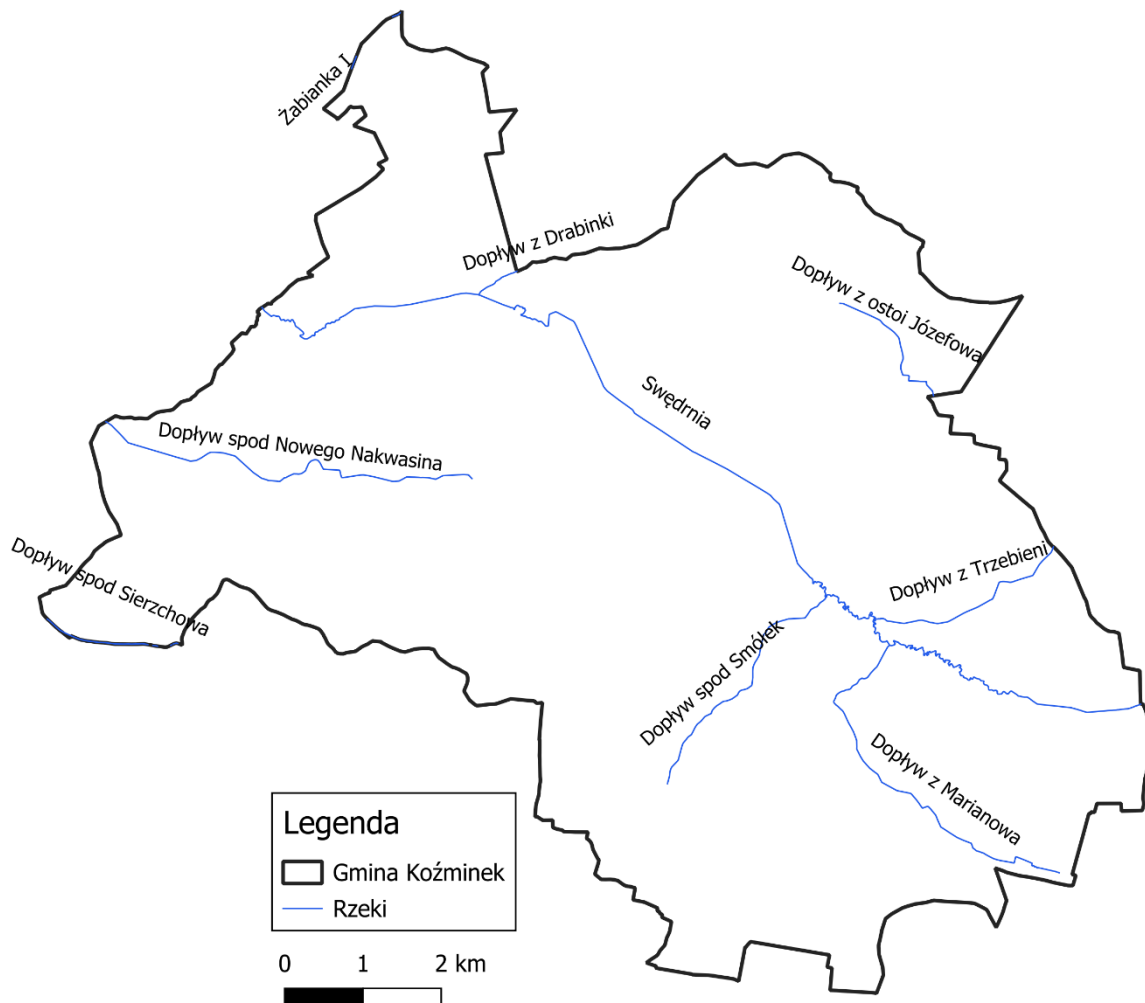 Żabianka I
Dopływ z Drabinki
Dopływ z ostoi Józefowa
Swędrnia
Dopływ spod Nowego Nakwasina
Dopływ spod Sierzchowa
Dopływ z Trzebieni
Dopływ spod Smółek
Dopływ z Marianowa
Legenda
Gmina Koźminek
Rzeki
0 1 2 km